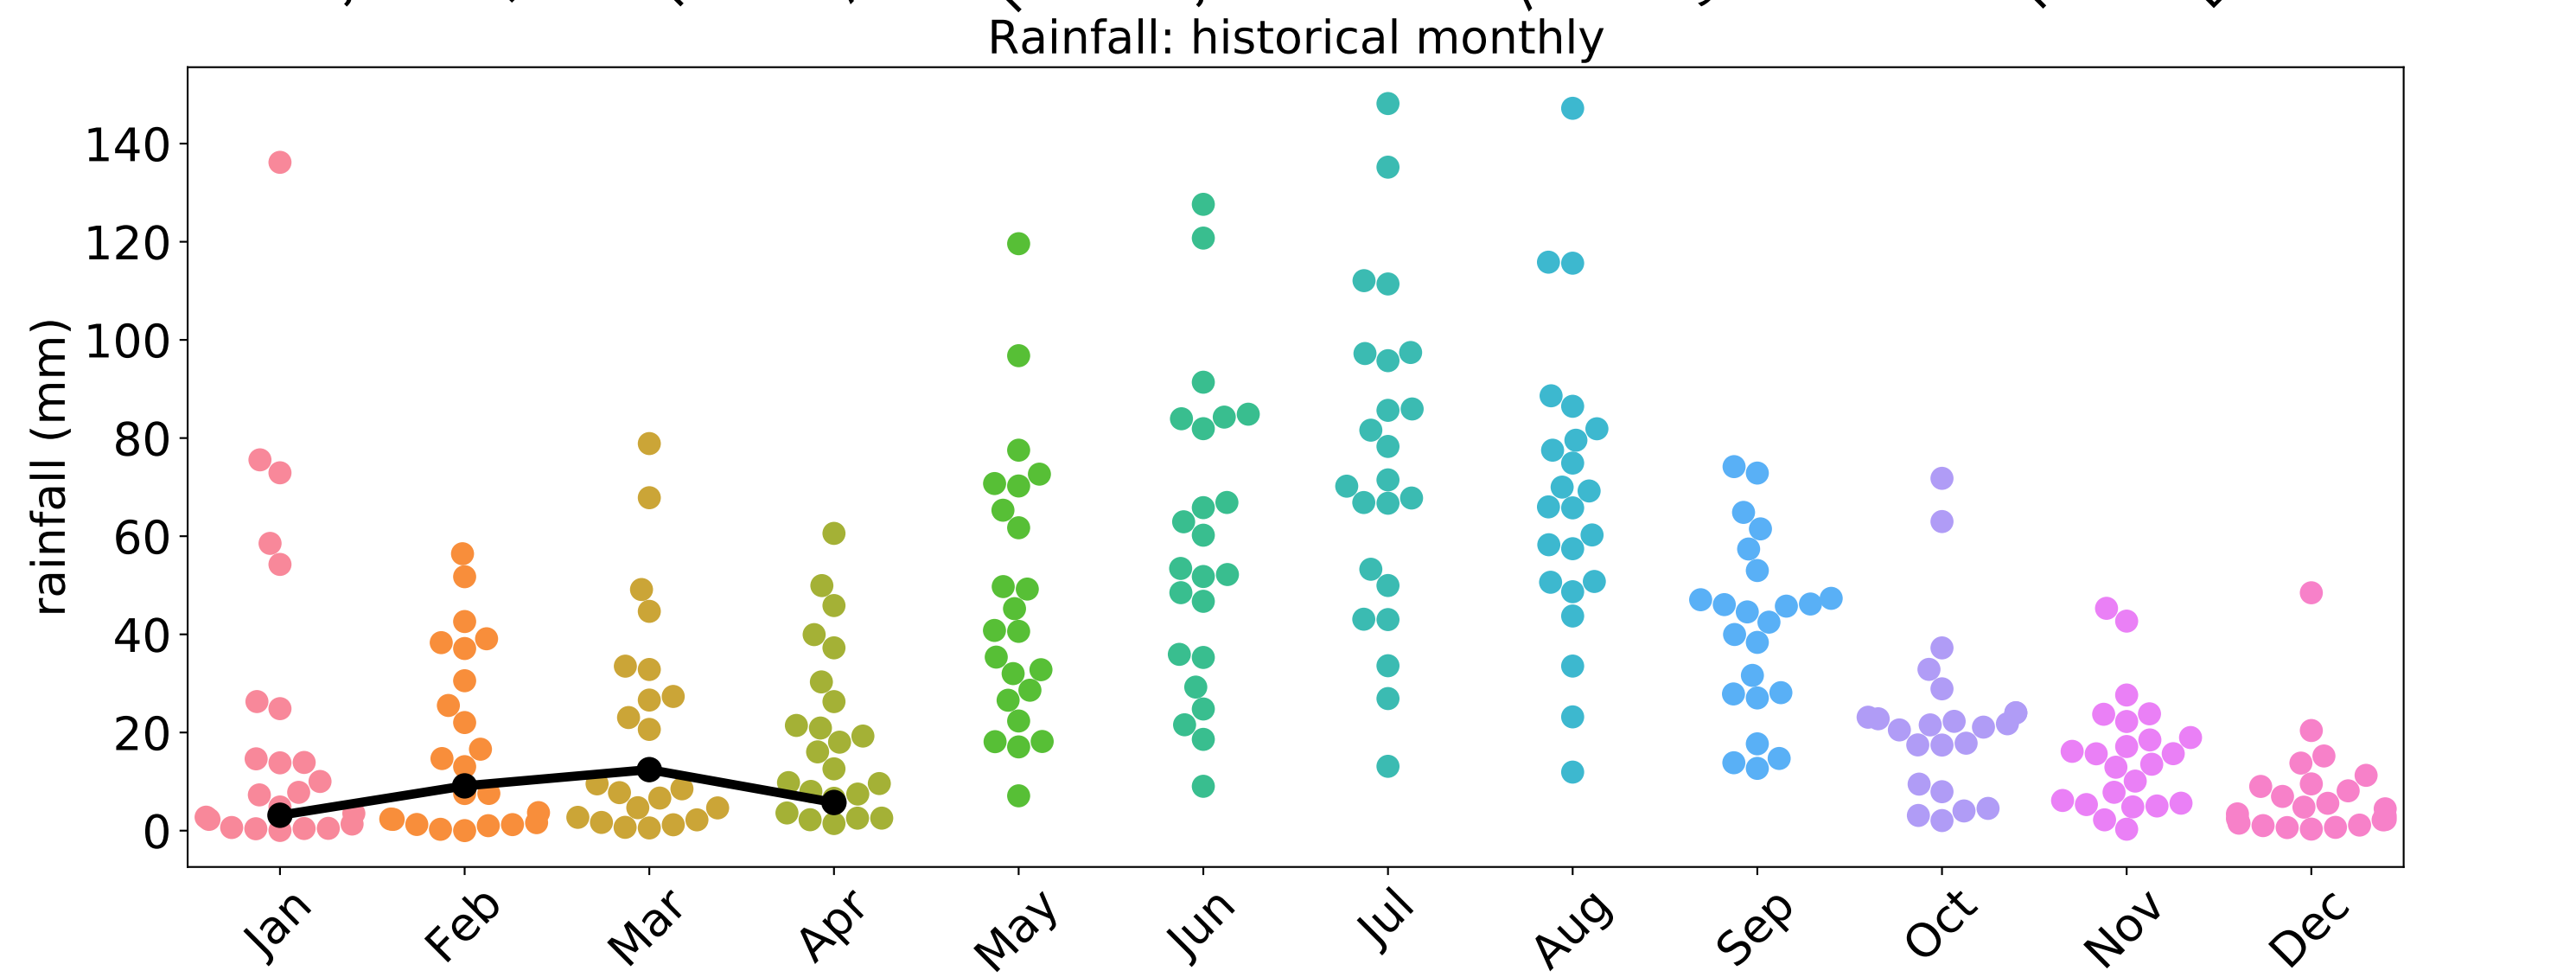 Rainfall: historical monthly
rainfall (mm)
140
120
100
80
60
40
20
0
Jan
Feb
Mar
Apr
May
Jun
Jul
Aug
Sep
Oct
Nov
Dec